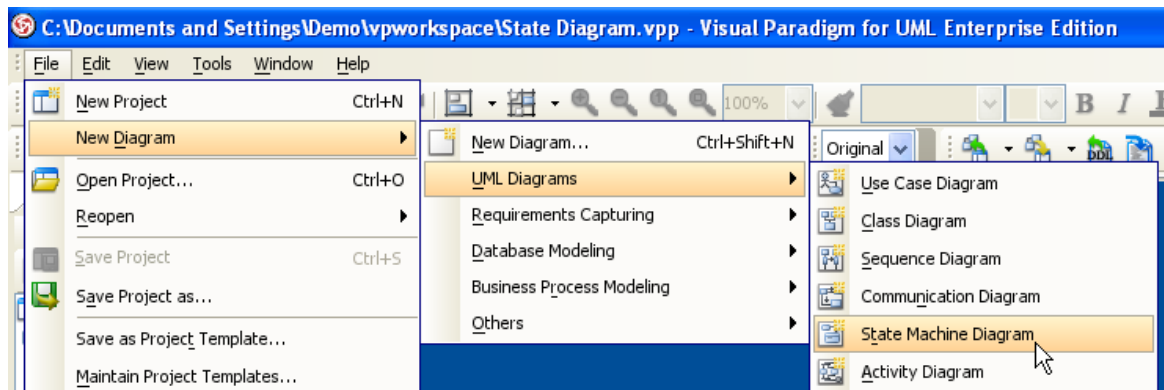 C:\Documents and Settings\Demo\vpworkspace\State Diagram.vpp - Visual Paradigm for UML Enterprise Edition
File Edit View Tools Window Help
100% B I
New Project Ctrl+N
New Diagram
Open Project... Ctrl+O
Reopen
Save Project Ctrl+S
Save Project as...
Save as Project Template...
Maintain Project Templates...
New Diagram... Ctrl+Shift+N
UML Diagrams
Requirements Capturing
Database Modeling
Business Process Modeling
Others
Original DDL
Use Case Diagram
Class Diagram
Sequence Diagram
Communication Diagram
State Machine Diagram
Activity Diagram